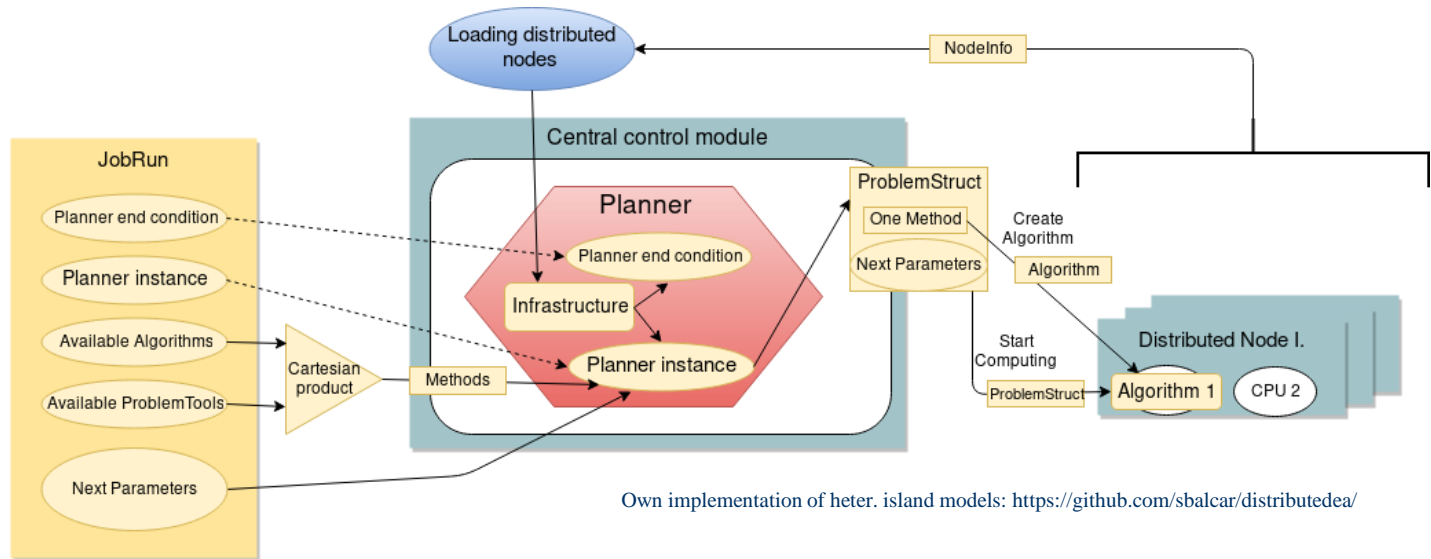 Loading distributed
nodes
NodeInfo
JobRun
Planner end condition
Planner instance
Available Algorithms
Available ProblemTools
Next Parameters
Cartesian
product
Methods
Central control module
Planner
Planner end condition
Infrastructure
Planner instance
ProblemStruct
One Method
Next Parameters
Create
Algorithm
Algorithm
Start
Computing
ProblemStruct
Distributed Node I.
Algorithm 1
CPU 2
Own implementation of heter. island models: https://github.com/sbalcar/distributedea/